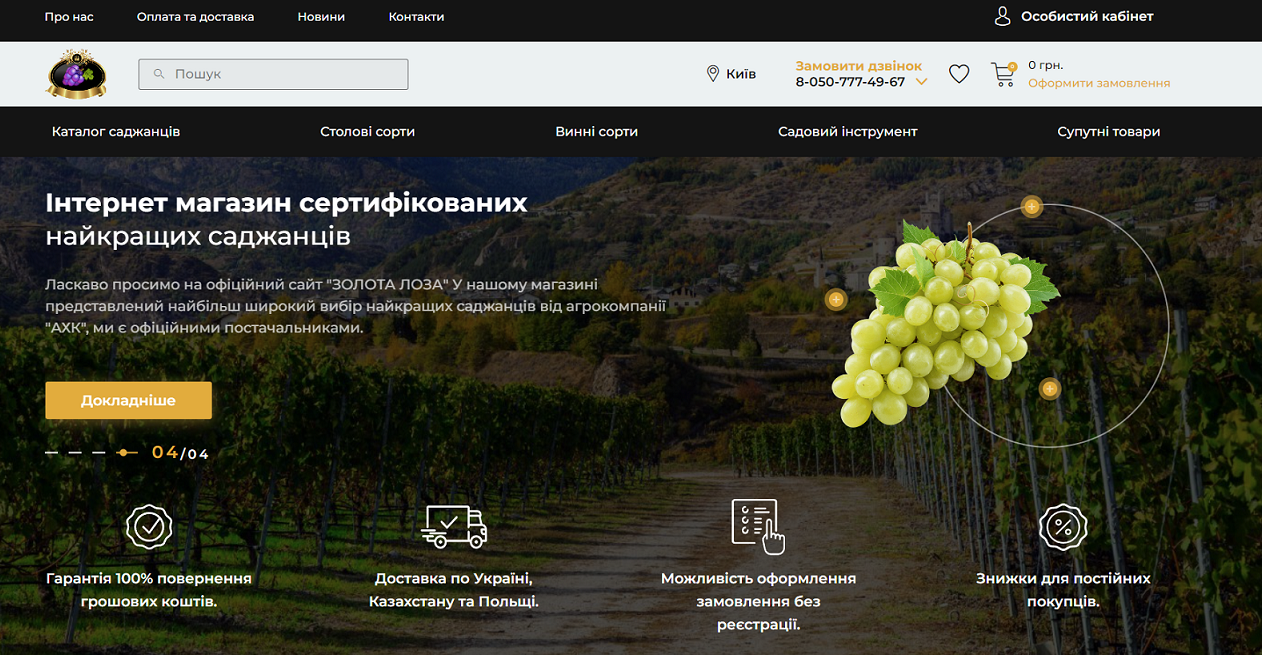 Про нас
Оплата та доставка
Новини
Контакти
Особистий кабінет
Пошук
Київ
Замовити дзвінок
8-050-777-49-67
0
0 грн.
Оформити замовлення
Каталог саджанців
Столові сорти
Винні сорти
Садовий інструмент
Супутні товари
Інтернет магазин сертифікованих
найкращих саджанців
Ласкаво просимо на офіційний сайт "ЗОЛОТА ЛОЗА" У нашому магазині
представлений найбільш широкий вибір найкращих саджанців від агрокомпанії
"АХК", ми є офіційними постачальниками.
Докладніше
04/04
Гарантія 100% повернення
грошових коштів.
Доставка по Україні,
Казахстану та Польщі.
Можливість оформлення
замовлення без
реєстрації.
Знижки для постійних
покупців.